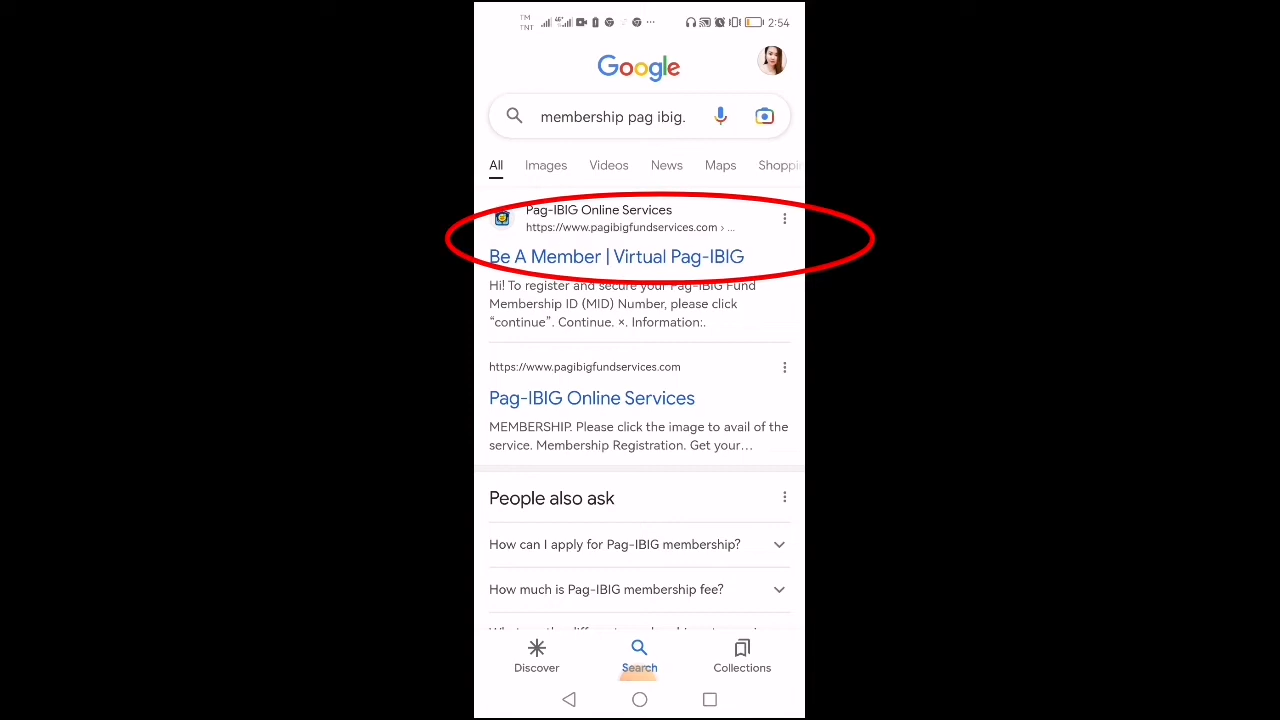 TM
TNT
2:54
Google
membership pag ibig.
All Images Videos News Maps Shoppin
Pag-IBIG Online Services
https://www.pagibigfundservices.com › ...
Be A Member | Virtual Pag-IBIG
Hi! To register and secure your Pag-IBIG Fund
Membership ID (MID) Number, please click
“continue”. Continue. ×. Information:.
https://www.pagibigfundservices.com
Pag-IBIG Online Services
MEMBERSHIP. Please click the image to avail of the
service. Membership Registration. Get your...
People also ask
How can I apply for Pag-IBIG membership?
How much is Pag-IBIG membership fee?
Discover Search Collections